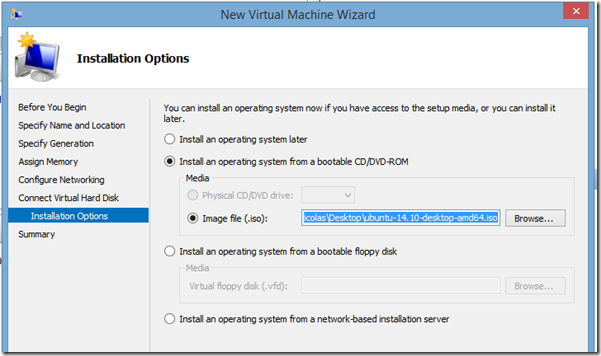 New Virtual Machine Wizard
Installation Options
Before You Begin
Specify Name and Location
Specify Generation
Assign Memory
Configure Networking
Connect Virtual Hard Disk
Installation Options
Summary
You can install an operating system now if you have access to the setup media, or you can install it
later.
Install an operating system later
Install an operating system from a bootable CD/DVD-ROM
Media
Physical CD/DVD drive:
Image file (.iso):
icolas\Desktop\ubuntu-14.10-desktop-amd64.iso
Browse...
Install an operating system from a bootable floppy disk
Media
Virtual floppy disk (.vfd):
Browse...
Install an operating system from a network-based installation server